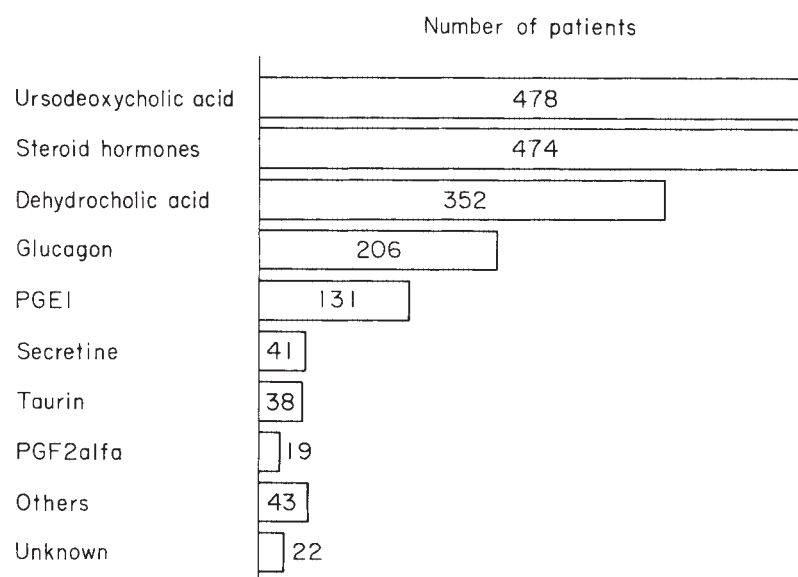 Number of patients
Ursodeoxycholic acid 478
Steroid hormones 474
Dehydrocholic acid 352
Glucagon 206
PGE1 131
Secretine 41
Taurin 38
PGF2alfa 19
Others 43
Unknown 22